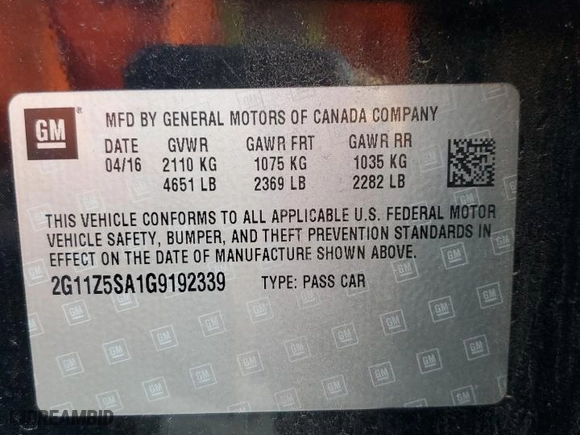 GM ® MFD BY GENERAL MOTORS OF CANADA COMPANY
DATE GVWR GAWR FRT GAWR RR
04/16 2110 KG 1075 KG 1035 KG
4651 LB 2369 LB 2282 LB
THIS VEHICLE CONFORMS TO ALL APPLICABLE U.S. FEDERAL MOTOR
VEHICLE SAFETY, BUMPER, AND THEFT PREVENTION STANDARDS IN
EFFECT ON THE DATE OF MANUFACTURE SHOWN ABOVE.
2G11Z5SA1G9192339 TYPE: PASS CAR
DREAMBID